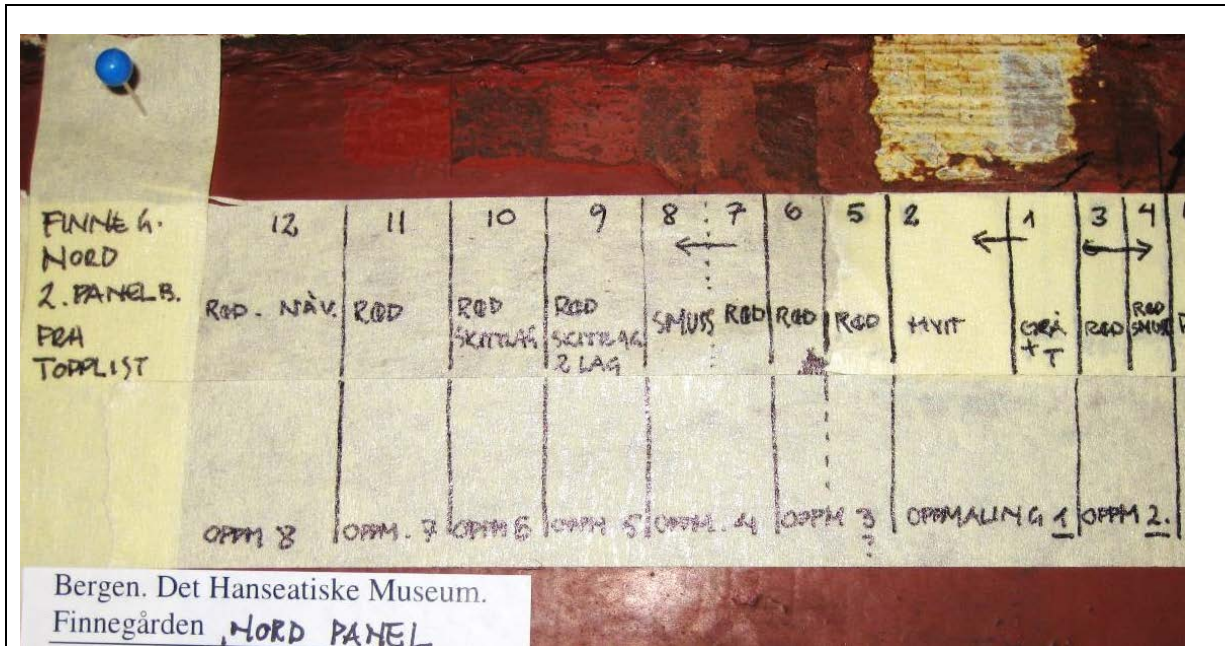 FINNE G.
NORD
2. PANELB.
FRA
TOPPLIST
12 11 10 9 8 7 6 5 2 1 3 4
RØD. NÅV. RØD RØD SKITTLAG RØD SKITTLAG 2 LAG SMUSS RØD RØD RØD HVIT GRÅ + T RØD RØD SMUSS
OPPM 8 OPPM. 7 OPPM 6 OPPM 5 OPPM. 4 OPPM 3 ? OPPMALING 1 OPPM 2.
Bergen. Det Hanseatiske Museum.
Finnegården, NORD PANEL